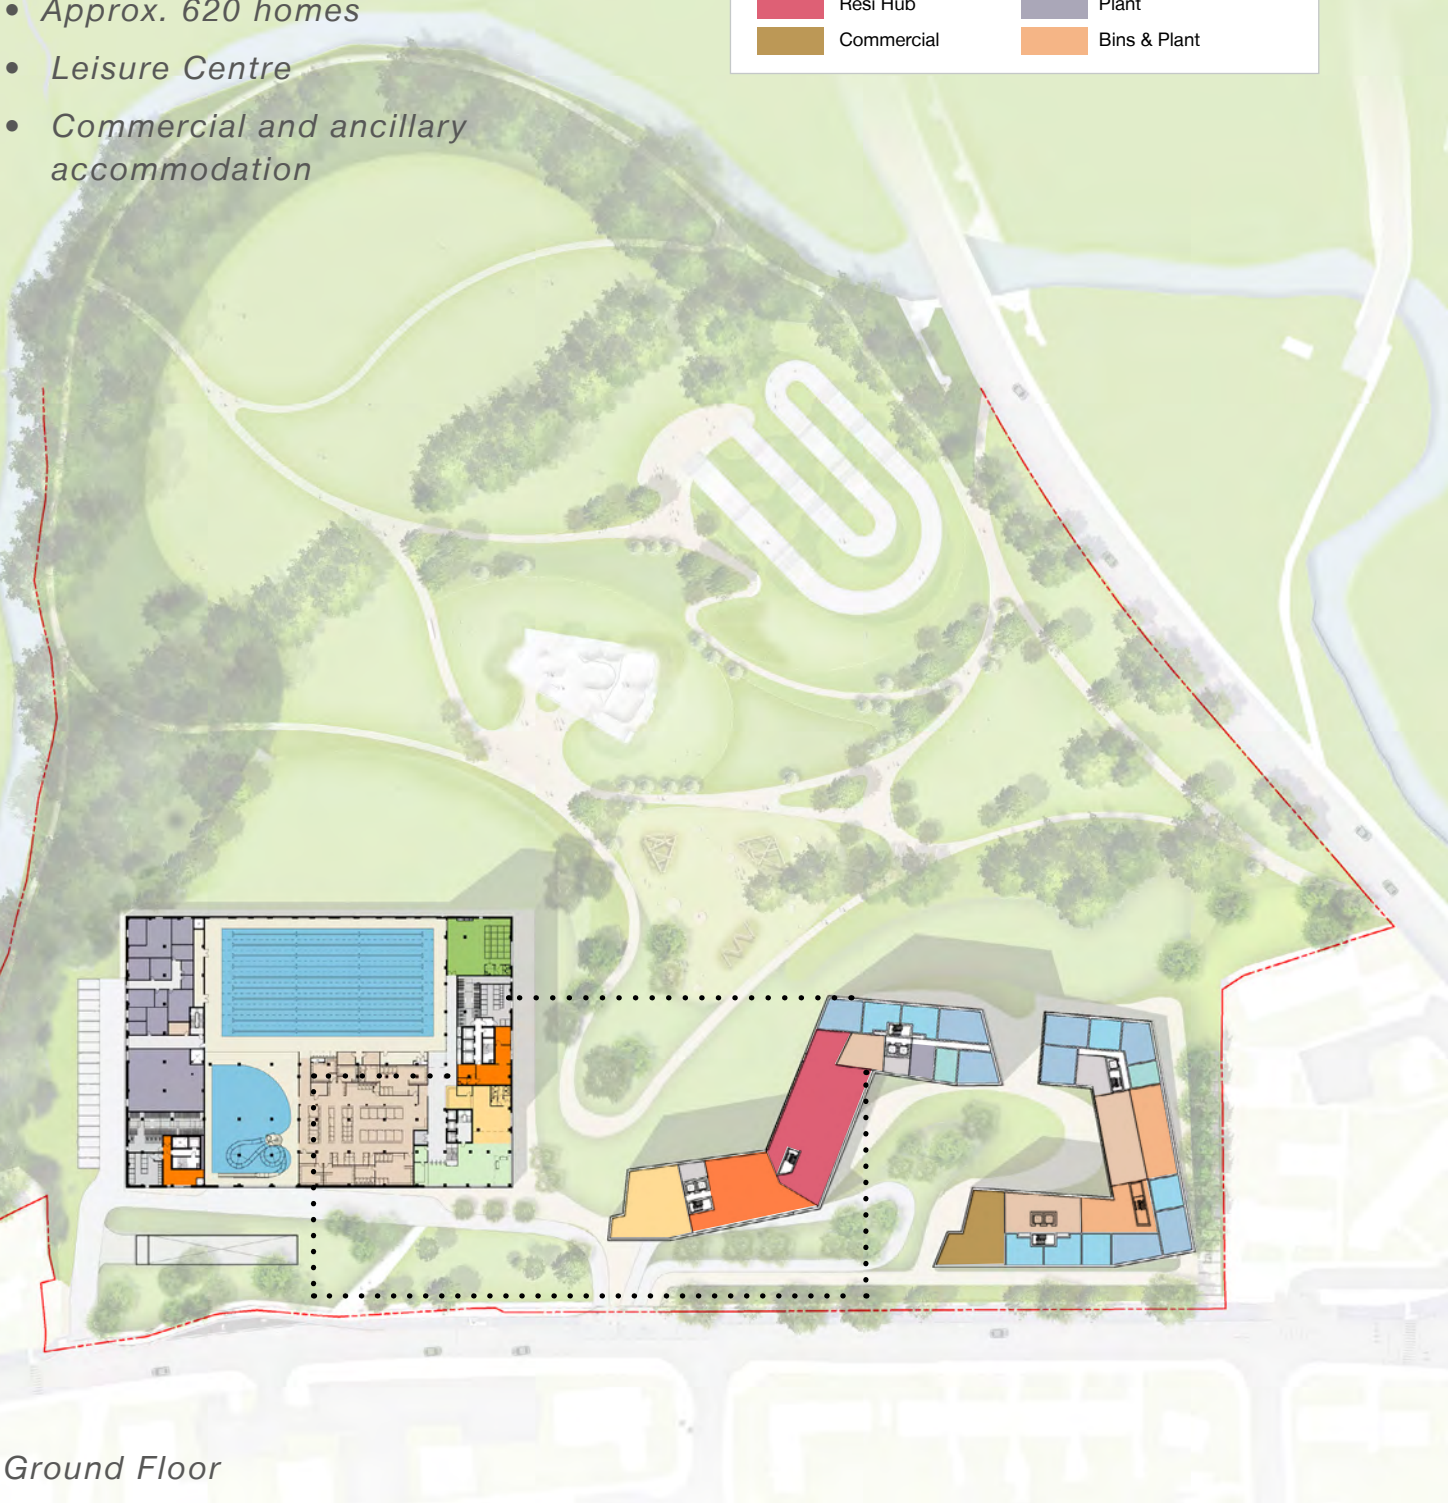 • Approx. 620 homes
• Leisure Centre
• Commercial and ancillary
accommodation
Resi Hub
Plant
Commercial
Bins & Plant
Ground Floor